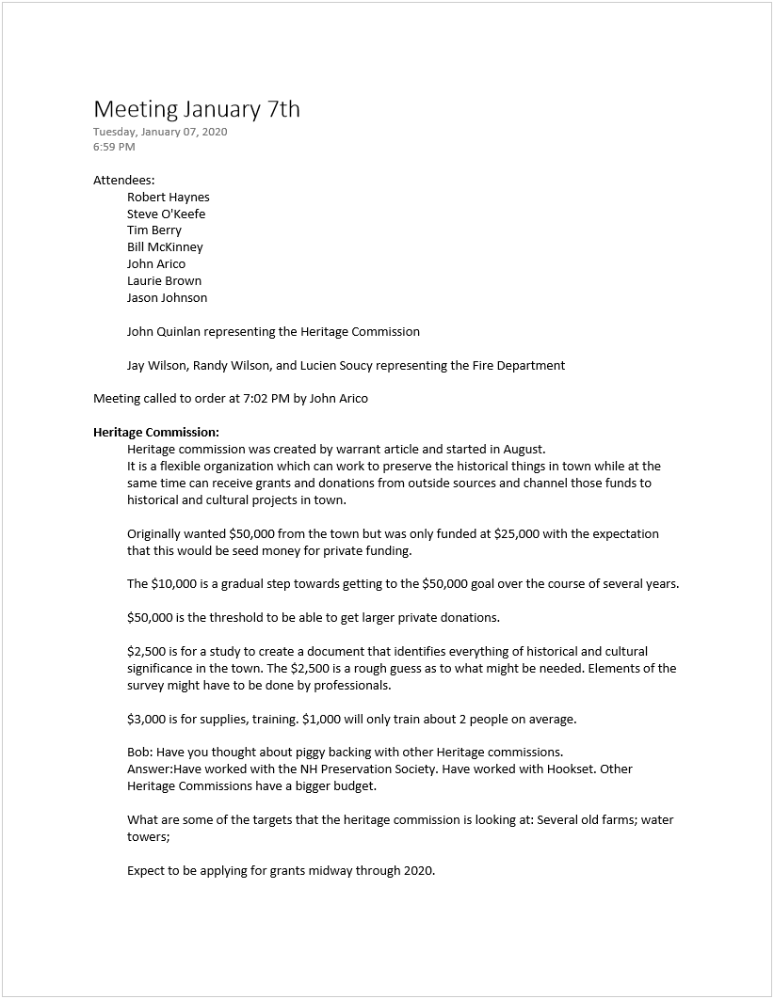 Meeting January 7th
Tuesday, January 07, 2020
6:59 PM
Attendees:
Robert Haynes
Steve O'Keefe
Tim Berry
Bill McKinney
John Arico
Laurie Brown
Jason Johnson
John Quinlan representing the Heritage Commission
Jay Wilson, Randy Wilson, and Lucien Soucy representing the Fire Department
Meeting called to order at 7:02 PM by John Arico
Heritage Commission:
Heritage commission was created by warrant article and started in August.
It is a flexible organization which can work to preserve the historical things in town while at the
same time can receive grants and donations from outside sources and channel those funds to
historical and cultural projects in town.
Originally wanted $50,000 from the town but was only funded at $25,000 with the expectation
that this would be seed money for private funding.
The $10,000 is a gradual step towards getting to the $50,000 goal over the course of several years.
$50,000 is the threshold to be able to get larger private donations.
$2,500 is for a study to create a document that identifies everything of historical and cultural
significance in the town. The $2,500 is a rough guess as to what might be needed. Elements of the
survey might have to be done by professionals.
$3,000 is for supplies, training. $1,000 will only train about 2 people on average.
Bob: Have you thought about piggy backing with other Heritage commissions.
Answer:Have worked with the NH Preservation Society. Have worked with Hookset. Other
Heritage Commissions have a bigger budget.
What are some of the targets that the heritage commission is looking at: Several old farms; water
towers;
Expect to be applying for grants midway through 2020.